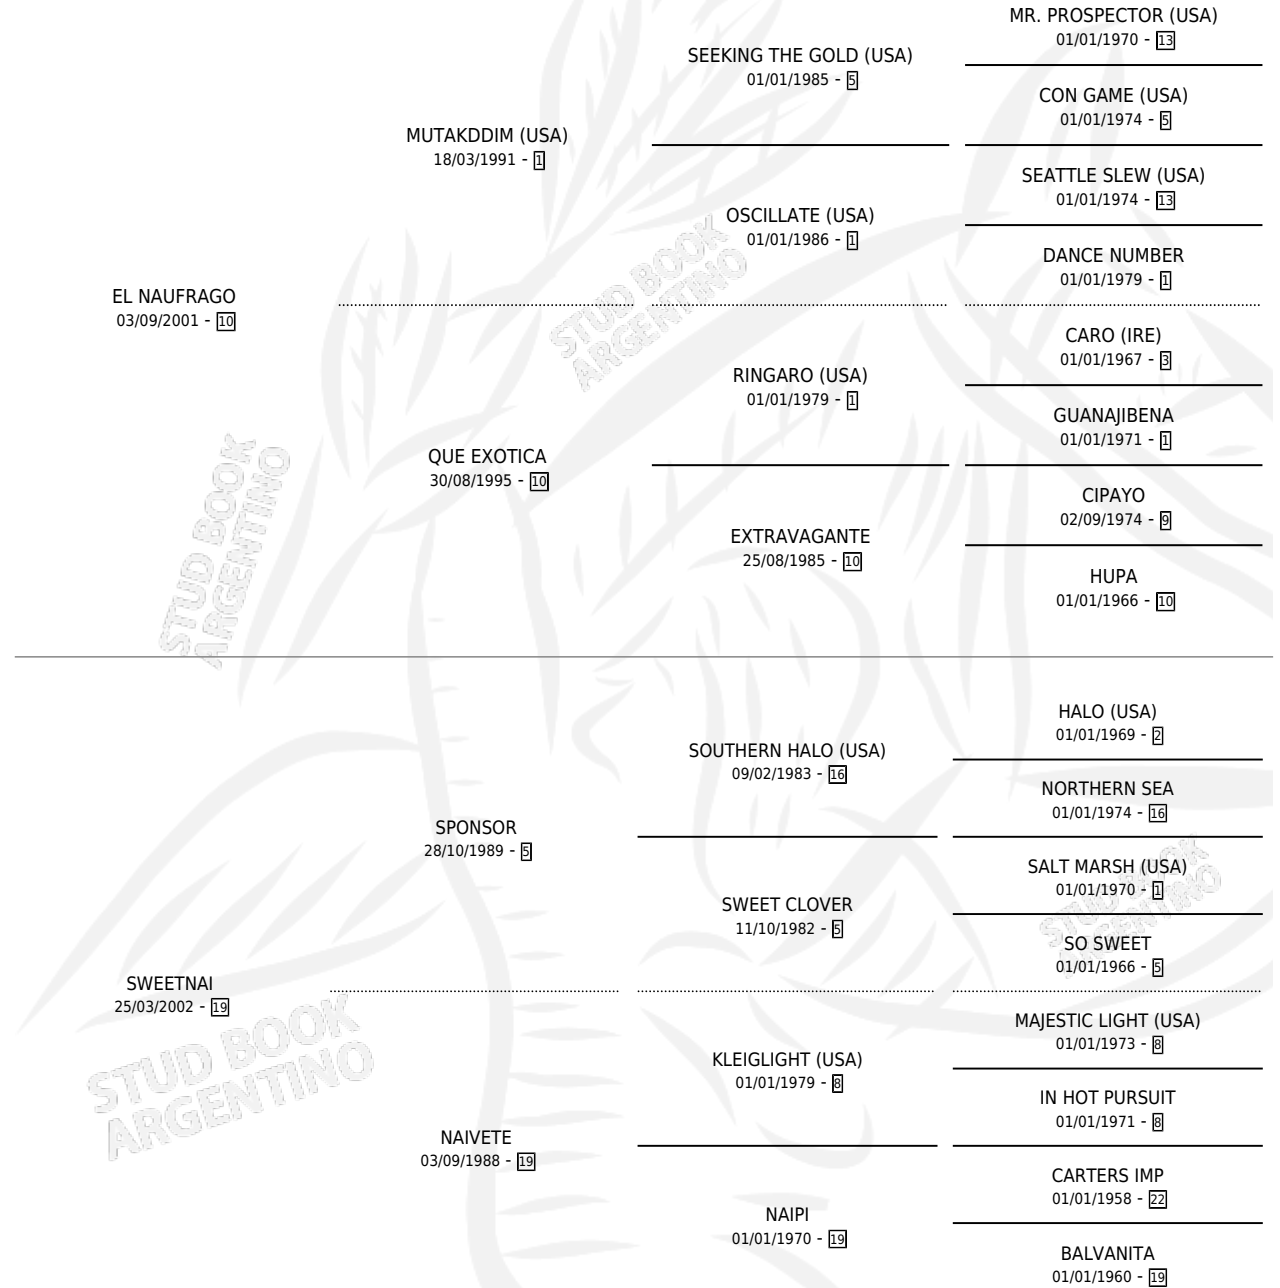 MR. PROSPECTOR (USA)
01/01/1970 - 13
SEEKING THE GOLD (USA)
01/01/1985 - 5
CON GAME (USA)
01/01/1974 - 5
MUTAKDDIM (USA)
18/03/1991 - 1
SEATTLE SLEW (USA)
01/01/1974 - 13
OSCILLATE (USA)
01/01/1986 - 1
DANCE NUMBER
01/01/1979 - 1
EL NAUFRAGO
03/09/2001 - 10
CARO (IRE)
01/01/1967 - 3
RINGARO (USA)
01/01/1979 - 1
GUANAJIBENA
01/01/1971 - 1
QUE EXOTICA
30/08/1995 - 10
CIPAYO
02/09/1974 - 9
EXTRAVAGANTE
25/08/1985 - 10
HUPA
01/01/1966 - 10
HALO (USA)
01/01/1969 - 2
SOUTHERN HALO (USA)
09/02/1983 - 16
NORTHERN SEA
01/01/1974 - 16
SPONSOR
28/10/1989 - 5
SALT MARSH (USA)
01/01/1970 - 1
SWEET CLOVER
11/10/1982 - 5
SO SWEET
01/01/1966 - 5
SWEETNAI
25/03/2002 - 19
MAJESTIC LIGHT (USA)
01/01/1973 - 8
KLEIGLIGHT (USA)
01/01/1979 - 8
IN HOT PURSUIT
01/01/1971 - 8
NAIVETE
03/09/1988 - 19
CARTERS IMP
01/01/1958 - 22
NAIPI
01/01/1970 - 19
BALVANITA
01/01/1960 - 19
STUD BOOK
ARGENTINO
STUD BOOK
ARGENTINO
STUD BOOK
ARGENTINO
STUD BOOK
ARGENTINO